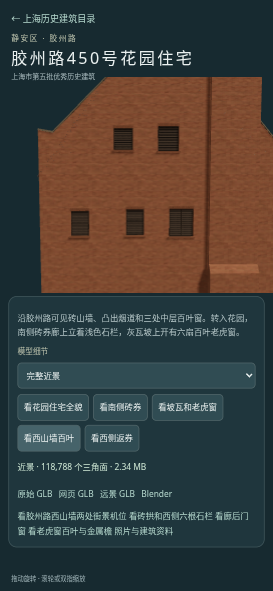 ← 上海历史建筑目录
静安区 · 胶州路
胶州路450号花园住宅
上海市第五批优秀历史建筑
沿胶州路可见转山墙、凸出烟道和三处中层百叶窗。转入花园，
南侧砖券廊上立着浅色石栏，灰瓦坡上开有六扇百叶老虎窗。
模型细节
完整近景
看花园住宅全貌
看南侧砖券
看坡瓦和老虎窗
看西山墙百叶
看西侧返券
近景 · 118,788 个三角面 · 2.34 MB
原始 GLB 网页 GLB 远景 GLB Blender
看胶州路西山墙两处街景机位 看砖拱和西侧六根石栏 看廊后门
窗 看老虎窗百叶与金属檐 照片与建筑资料
拖动旋转 · 滚轮或双指缩放